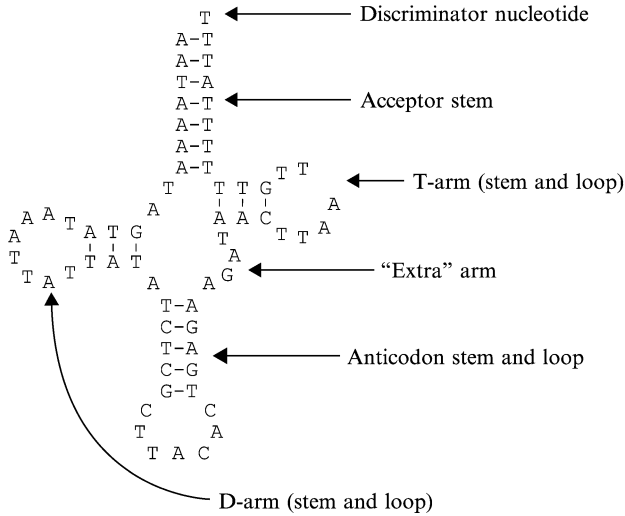 T
Discriminator nucleotide
A-T
A-T
T-A
A-T
Acceptor stem
A-T
A-T
A-T
T T
T T T G
T-arm (stem and loop)
A A C
A
A
T T
A A A T A T G
A
T
T T A T T A T
A
T
A
G
"Extra" arm
A A
T-A
C-G
T-A
Anticodon stem and loop
C-G
G-T
C C
T A
T T A C
D-arm (stem and loop)